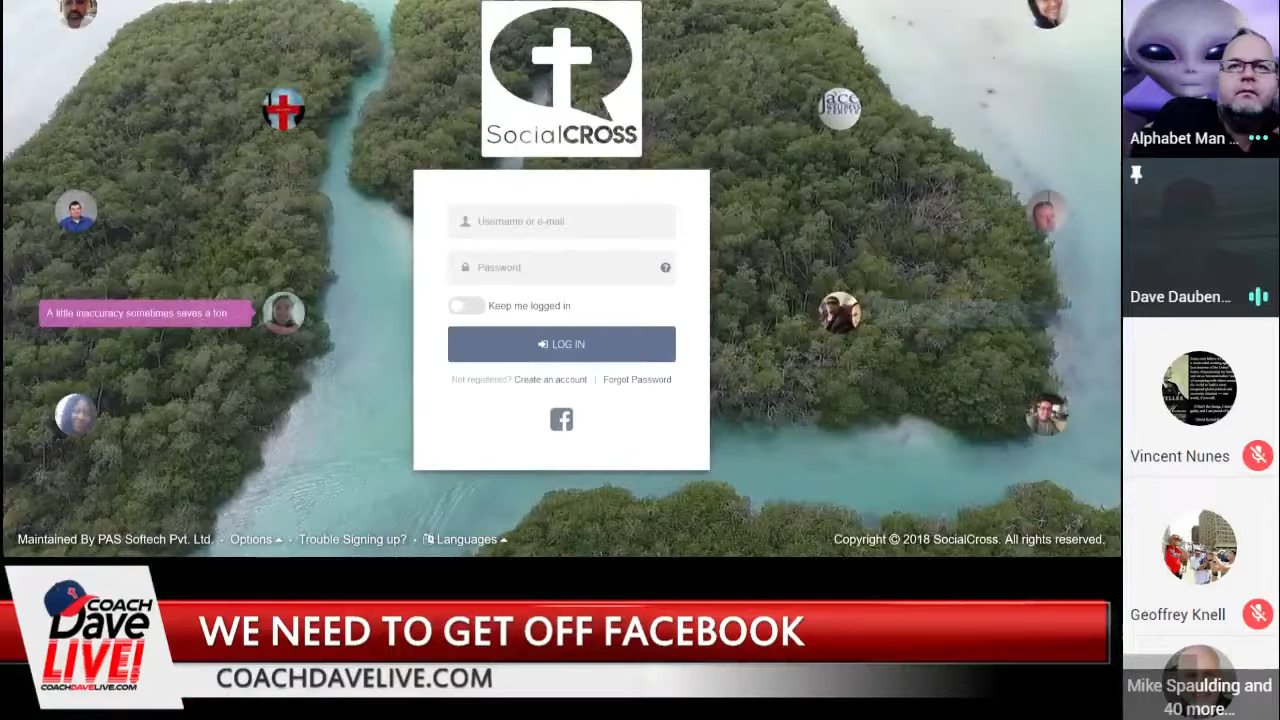 SocialCROSS
Username or e-mail
Password
Keep me logged in
LOG IN
Not registered? Create an account | Forgot Password
A little inaccuracy sometimes saves a ton
Maintained By PAS Softech Pvt. Ltd. · Options · Trouble Signing up? · Languages
Copyright © 2018 SocialCross. All rights reserved.
Alphabet Man ...
Dave Dauben...
Vincent Nunes
Geoffrey Knell
Mike Spaulding and
40 more...
COACH
Dave
LIVE!
COACHDAVELIVE.COM
WE NEED TO GET OFF FACEBOOK
COACHDAVELIVE.COM